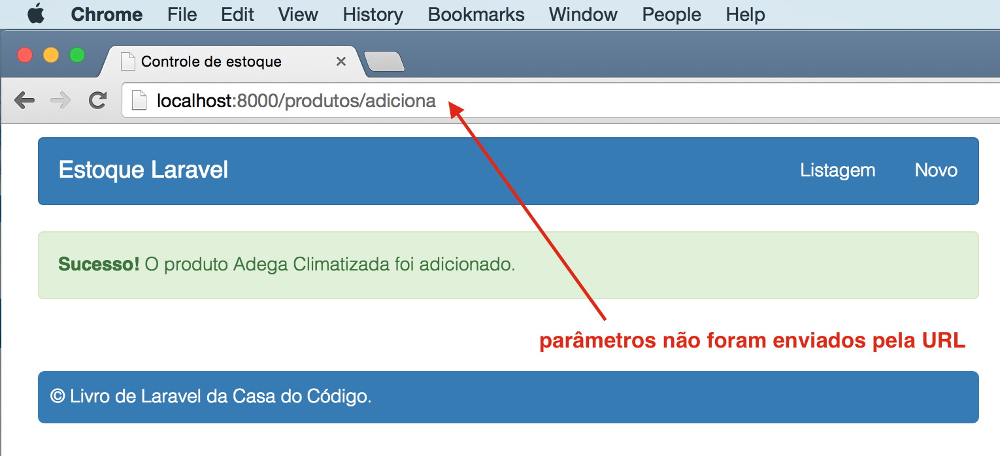 Chrome File Edit View History Bookmarks Window People Help
Controle de estoque
localhost:8000/produtos/adiciona
Estoque Laravel Listagem Novo
Sucesso! O produto Adega Climatizada foi adicionado.
parâmetros não foram enviados pela URL
© Livro de Laravel da Casa do Código.